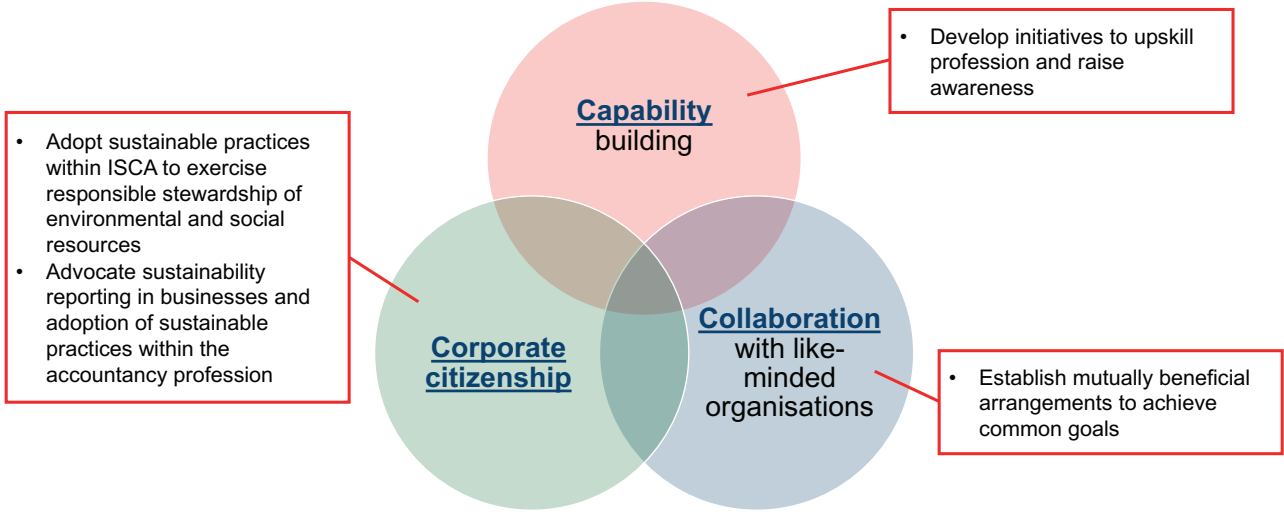 Capability
building
• Develop initiatives to upskill
profession and raise
awareness
• Adopt sustainable practices
within ISCA to exercise
responsible stewardship of
environmental and social
resources
• Advocate sustainability
reporting in businesses and
adoption of sustainable
practices within the
accountancy profession
Corporate
citizenship
Collaboration
with like-
minded
organisations
• Establish mutually beneficial
arrangements to achieve
common goals